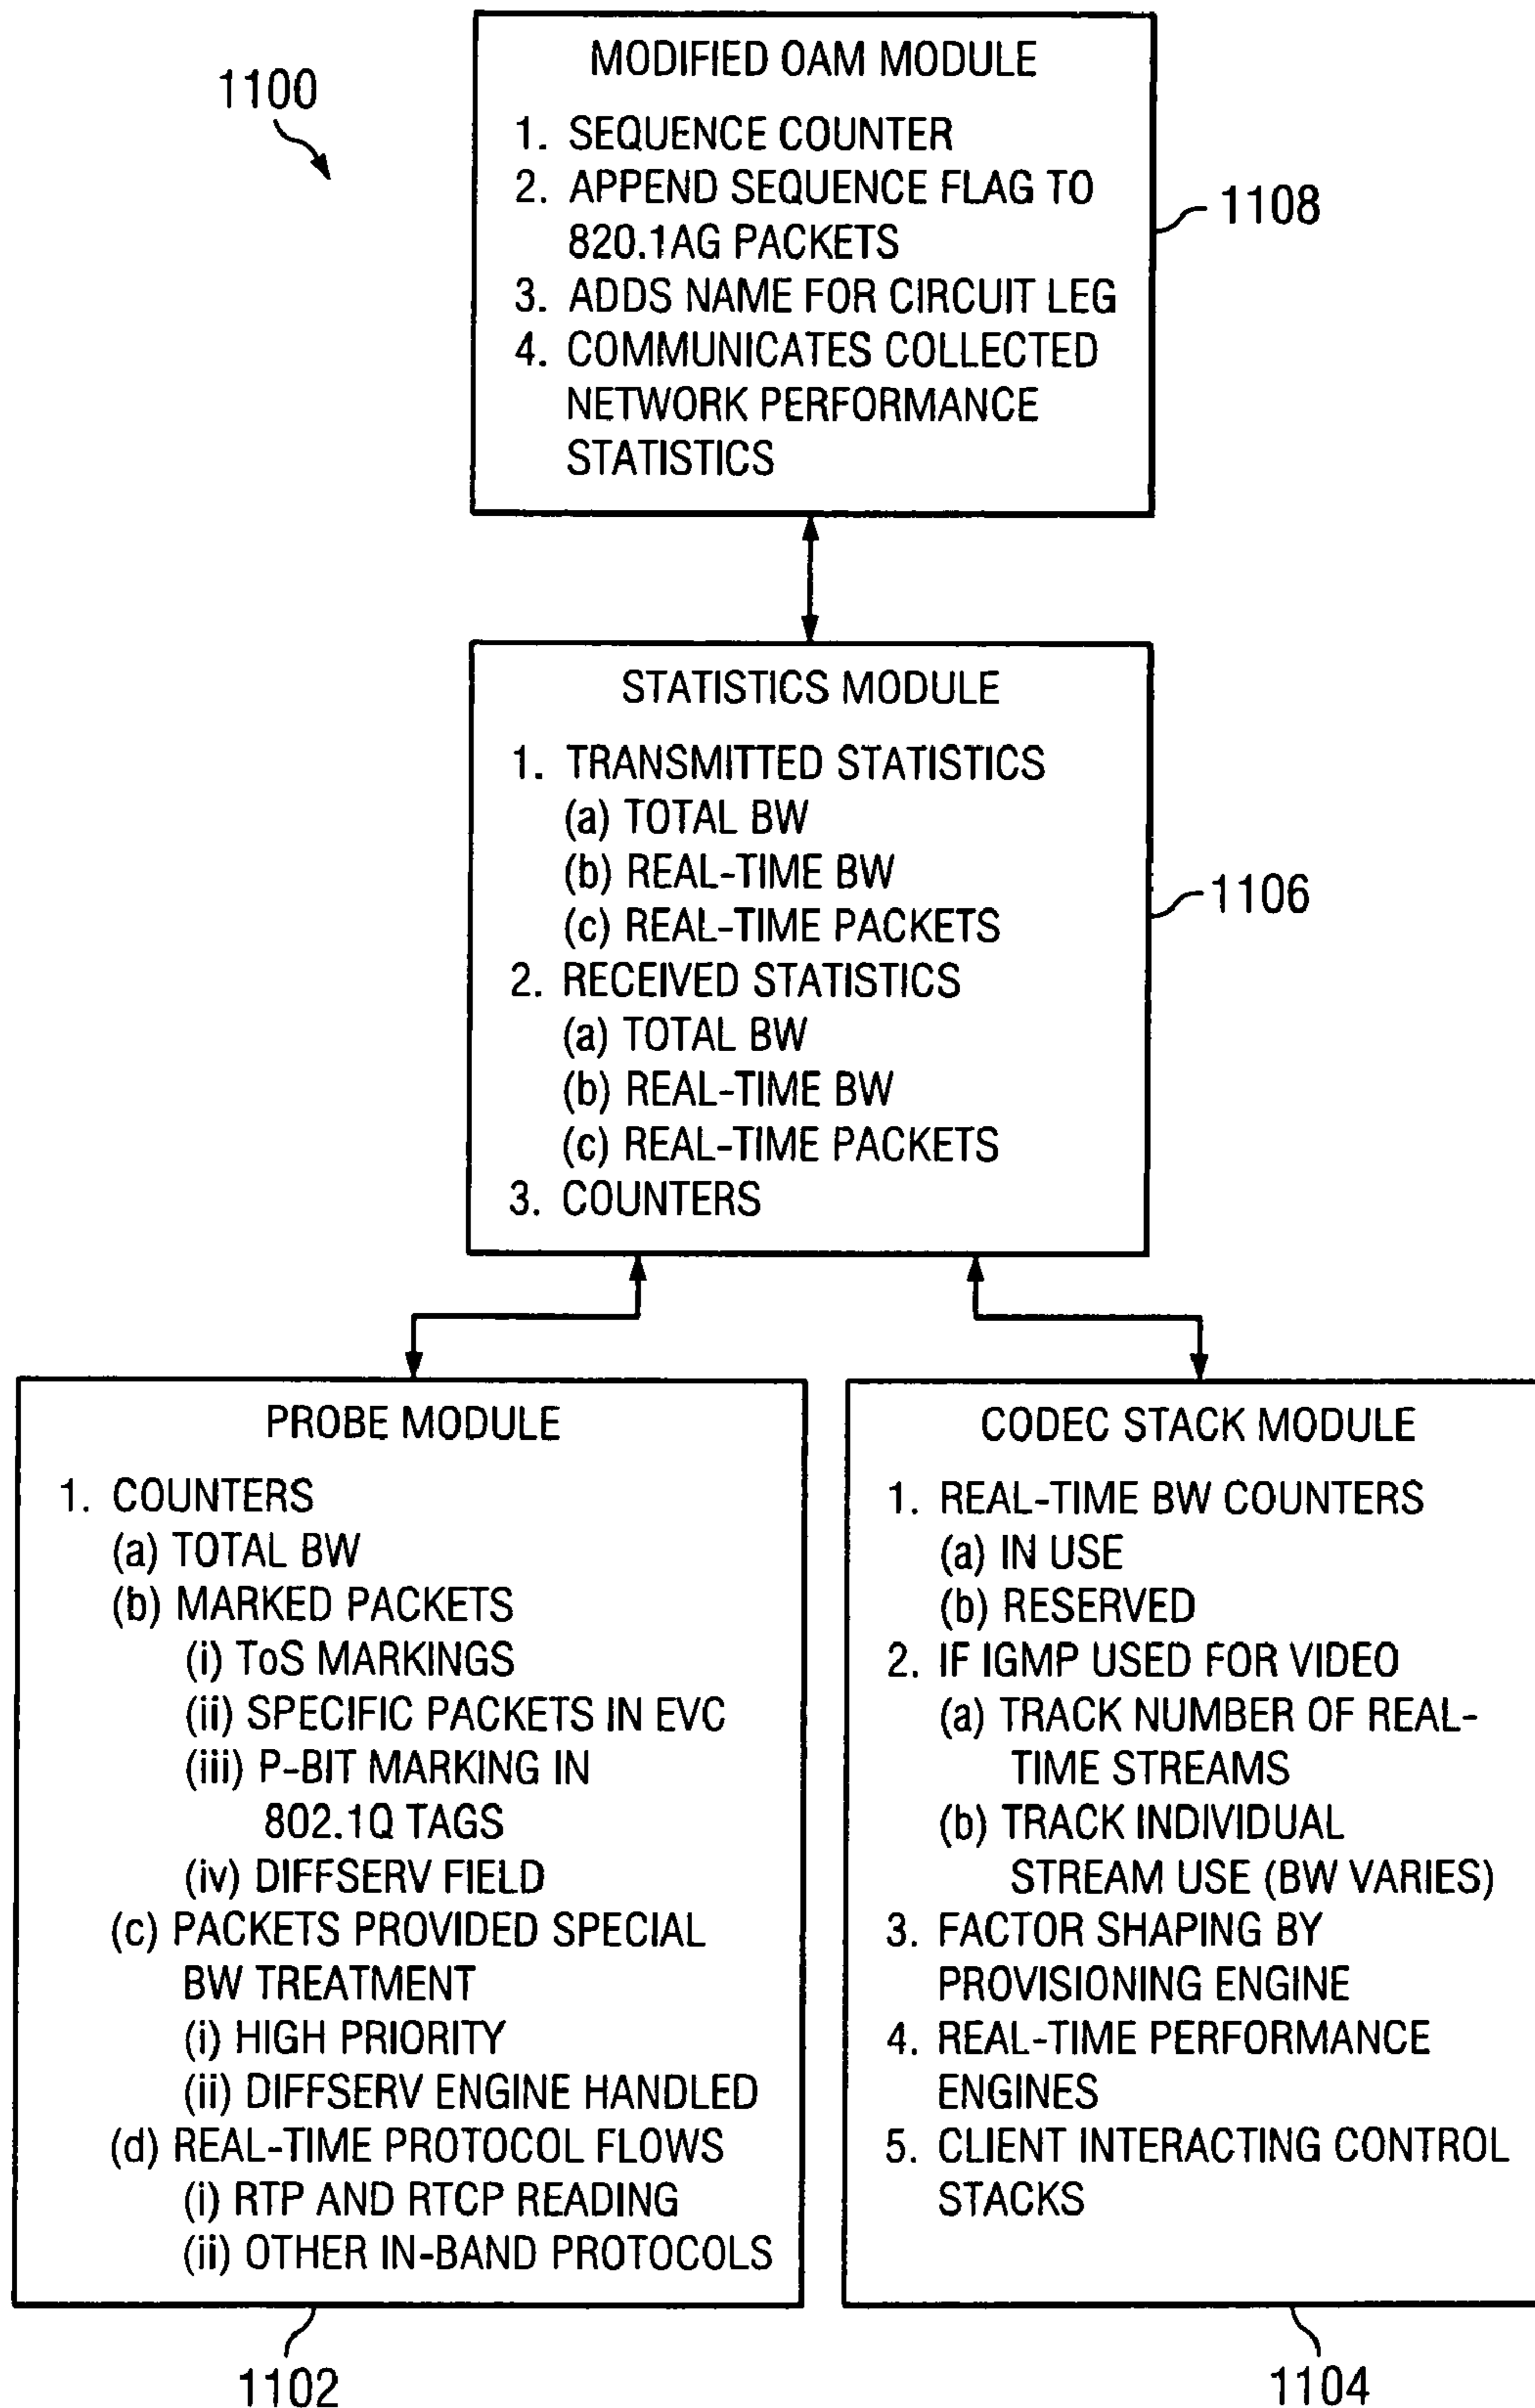 1100
MODIFIED OAM MODULE
1. SEQUENCE COUNTER
2. APPEND SEQUENCE FLAG TO
820.1AG PACKETS
3. ADDS NAME FOR CIRCUIT LEG
4. COMMUNICATES COLLECTED
NETWORK PERFORMANCE
STATISTICS
1108
STATISTICS MODULE
1. TRANSMITTED STATISTICS
(a) TOTAL BW
(b) REAL-TIME BW
(c) REAL-TIME PACKETS
2. RECEIVED STATISTICS
(a) TOTAL BW
(b) REAL-TIME BW
(c) REAL-TIME PACKETS
3. COUNTERS
1106
PROBE MODULE
1. COUNTERS
(a) TOTAL BW
(b) MARKED PACKETS
(i) ToS MARKINGS
(ii) SPECIFIC PACKETS IN EVC
(iii) P-BIT MARKING IN
802.1Q TAGS
(iv) DIFFSERV FIELD
(c) PACKETS PROVIDED SPECIAL
BW TREATMENT
(i) HIGH PRIORITY
(ii) DIFFSERV ENGINE HANDLED
(d) REAL-TIME PROTOCOL FLOWS
(i) RTP AND RTCP READING
(ii) OTHER IN-BAND PROTOCOLS
1102
CODEC STACK MODULE
1. REAL-TIME BW COUNTERS
(a) IN USE
(b) RESERVED
2. IF IGMP USED FOR VIDEO
(a) TRACK NUMBER OF REAL-
TIME STREAMS
(b) TRACK INDIVIDUAL
STREAM USE (BW VARIES)
3. FACTOR SHAPING BY
PROVISIONING ENGINE
4. REAL-TIME PERFORMANCE
ENGINES
5. CLIENT INTERACTING CONTROL
STACKS
1104